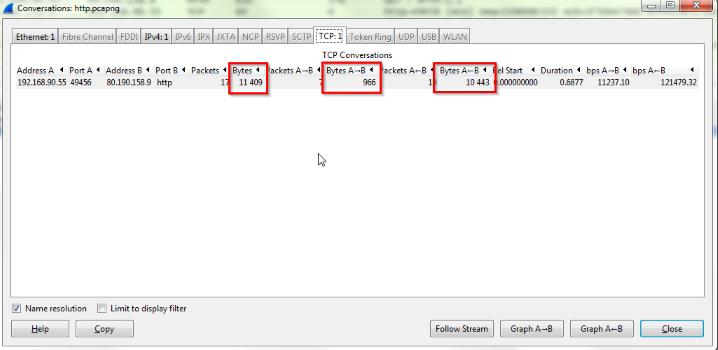 Conversations: http.pcapng
Ethernet: 1 Fibre Channel FDDI IPv4: 1 IPv6 IPX JXTA NCP RSVP SCTP TCP: 1 Token Ring UDP USB WLAN
TCP Conversations
Address A Port A Address B Port B Packets Bytes Packets A→B Bytes A→B Packets A←B Bytes A←B Rel Start Duration bps A→B bps A←B
192.168.90.55 49456 80.190.158.9 http 17 11 409 7 966 10 443 0.000000000 0.6877 11237.10 121479.32
Name resolution Limit to display filter
Help Copy Follow Stream Graph A→B Graph A←B Close